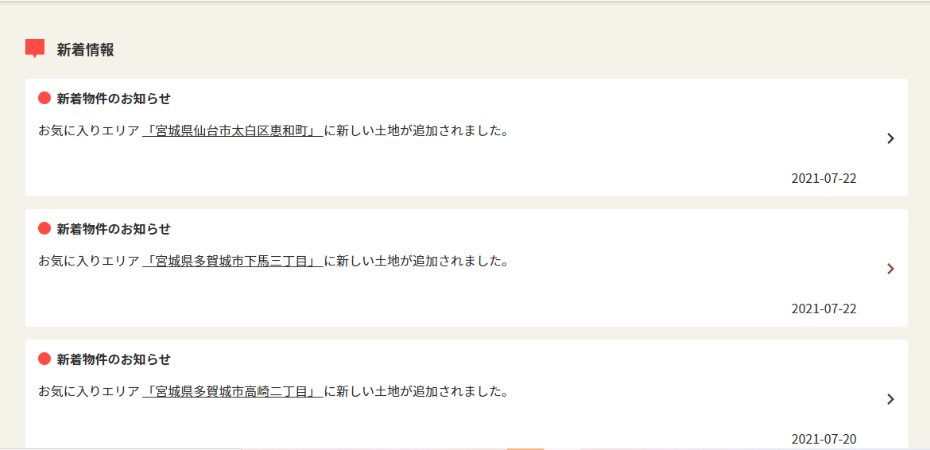 新着情報
新着物件のお知らせ
お気に入りエリア「宮城県仙台市太白区恵和町」に新しい土地が追加されました。
2021-07-22
新着物件のお知らせ
お気に入りエリア「宮城県多賀城市下馬三丁目」に新しい土地が追加されました。
2021-07-22
新着物件のお知らせ
お気に入りエリア「宮城県多賀城市高崎二丁目」に新しい土地が追加されました。
2021-07-20